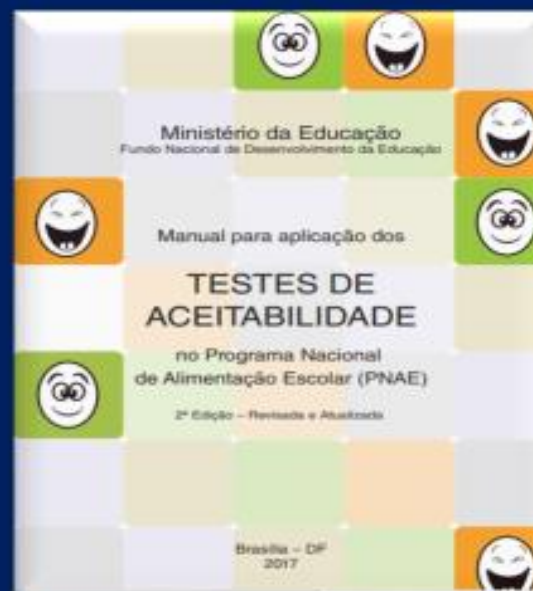 Ministério da Educação
Fundo Nacional de Desenvolvimento da Educação
Manual para aplicação dos
TESTES DE
ACEITABILIDADE
no Programa Nacional
de Alimentação Escolar (PNAE)
2ª Edição – Revisada e Atualizada
Brasília – DF
2017